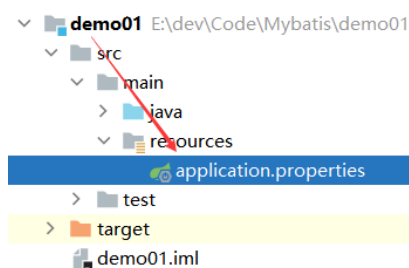 demo01 E:\dev\Code\Mybatis\demo01
src
main
java
resources
application.properties
test
target
demo01.iml